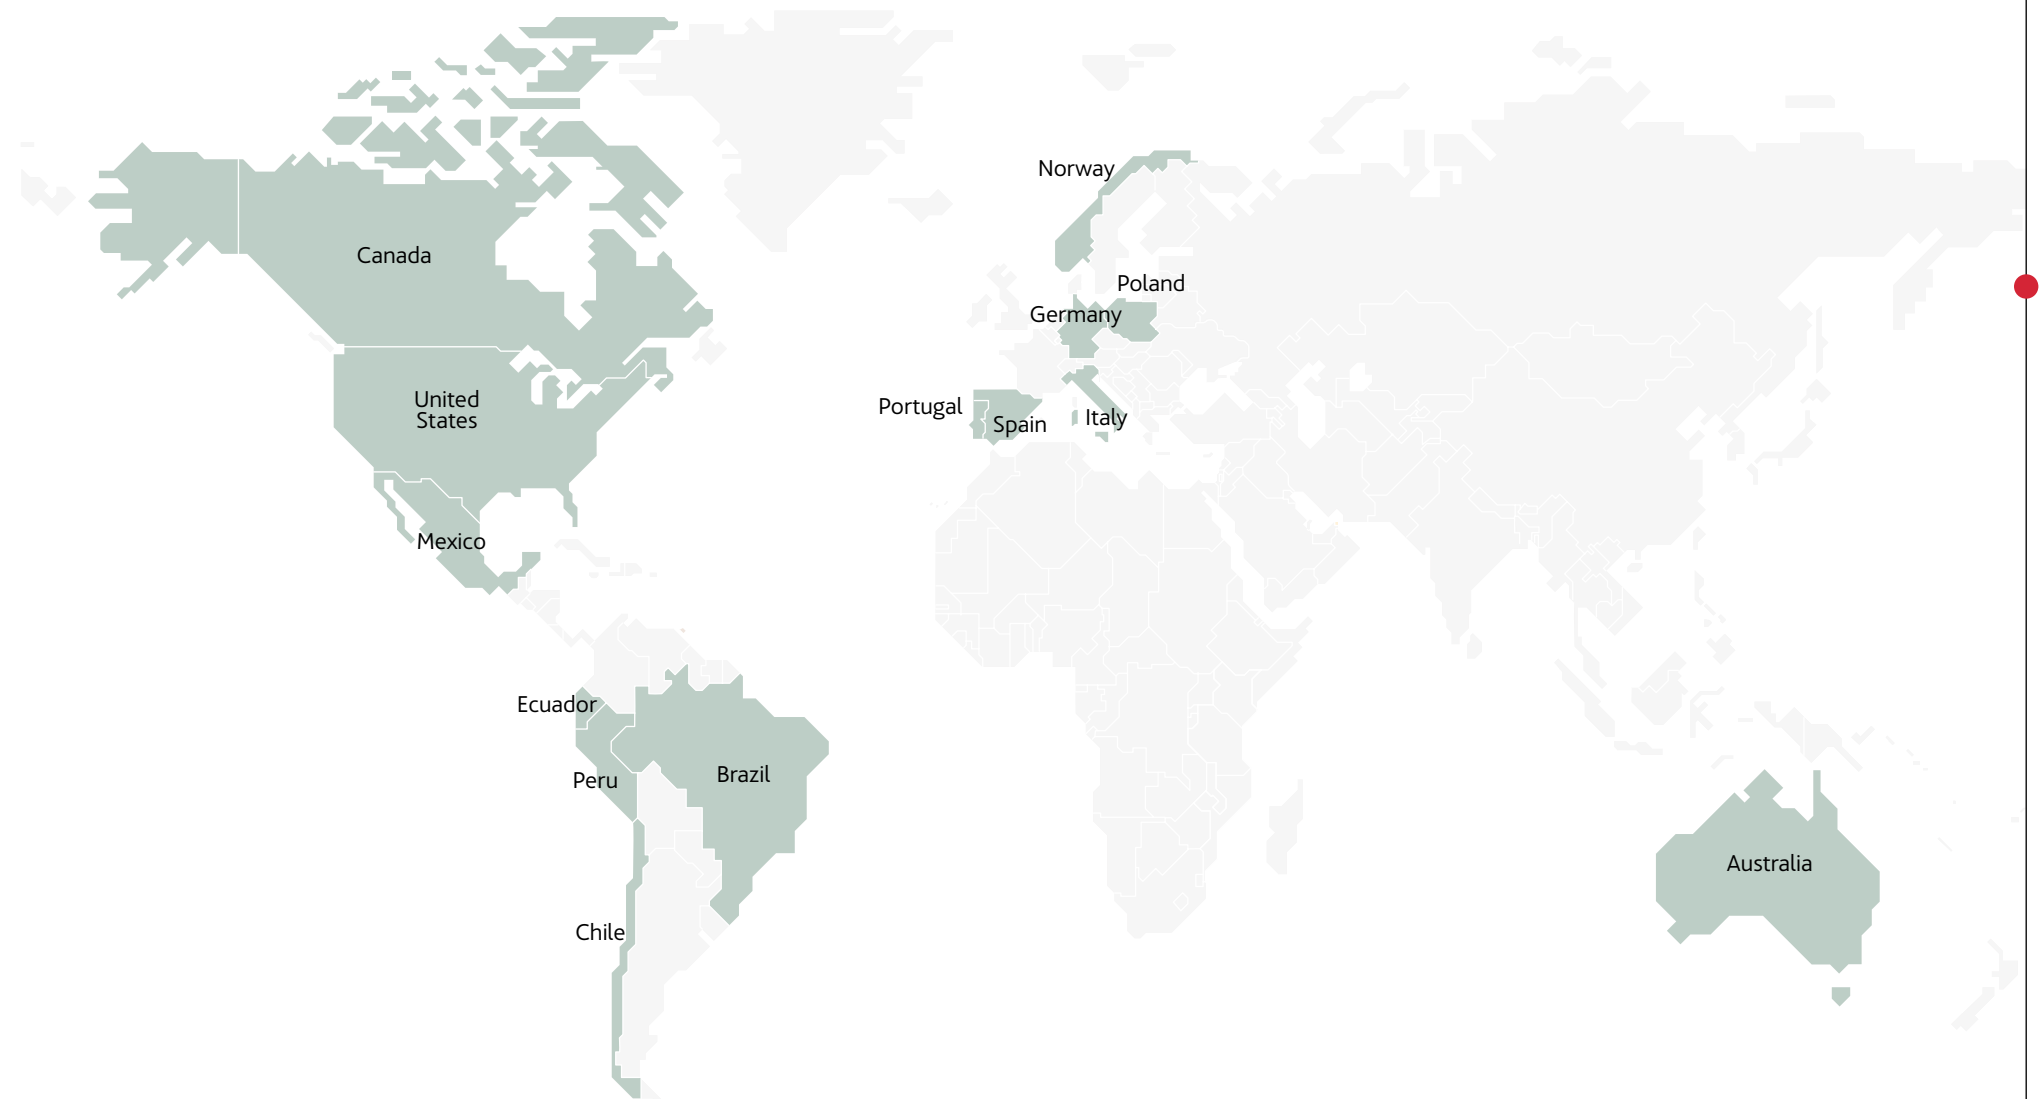 Norway
Canada
Poland
Germany
United
States
Portugal
Spain
Italy
Mexico
Ecuador
Peru
Brazil
Australia
Chile